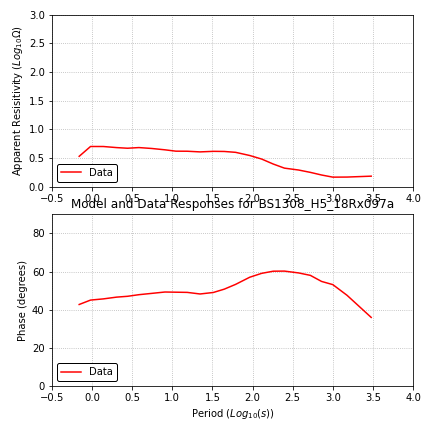 3.0
2.5
2.0
1.5
1.0
0.5
0.0
Apparent Resisitivity (Log10Ω)
Data
−0.5 0.0 0.5 1.0 1.5 2.0 2.5 3.0 3.5 4.0
Model and Data Responses for BS1308_H5_18Rx097a
80
60
40
20
0
Phase (degrees)
Data
−0.5 0.0 0.5 1.0 1.5 2.0 2.5 3.0 3.5 4.0
Period (Log10(s))